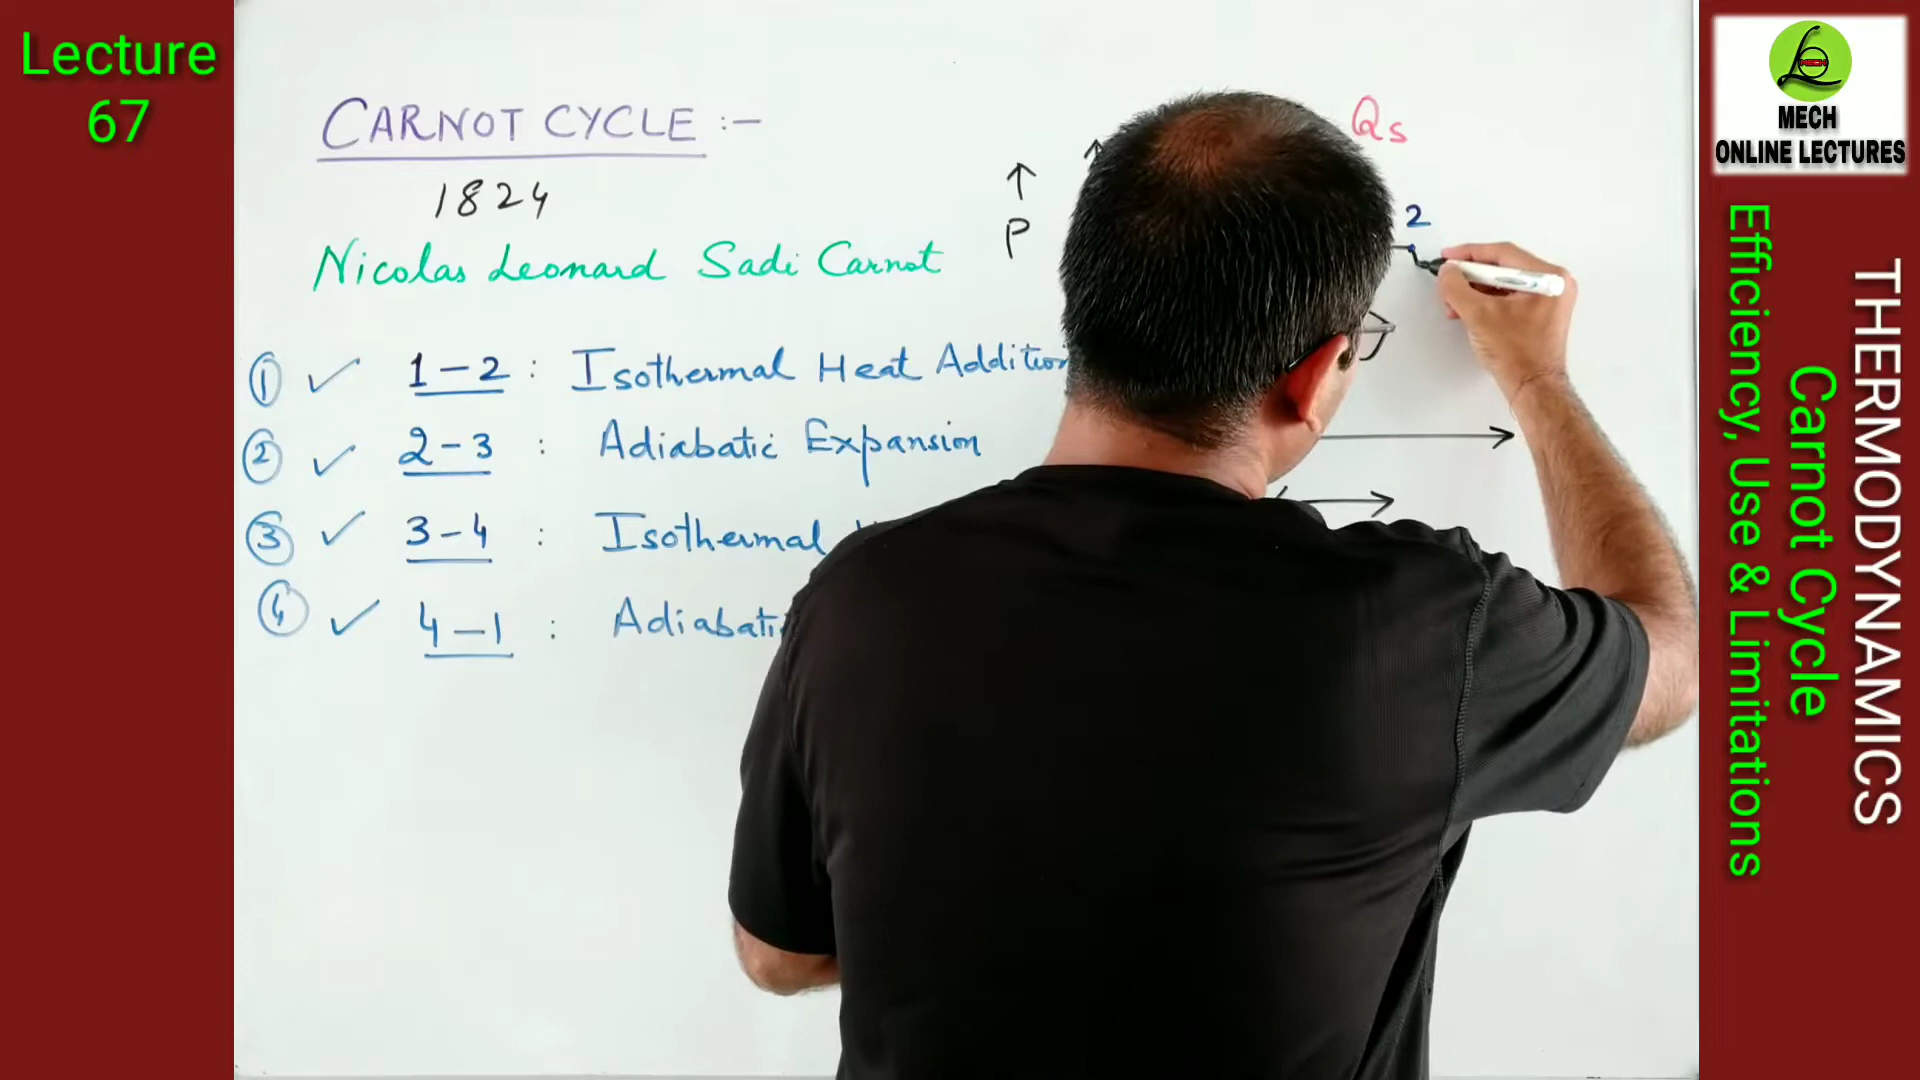 Lecture
67
CARNOT CYCLE :-
1824
Nicolas Leonard Sadi Carnot
① ✓ 1-2 : Isothermal Heat Addition
② ✓ 2-3 : Adiabatic Expansion
③ ✓ 3-4 : Isothermal
④ ✓ 4-1 :
↑
P
Qs
2
MECH
MECH
ONLINE LECTURES
THERMODYNAMICS
Carnot Cycle
Efficiency, Use & Limitations